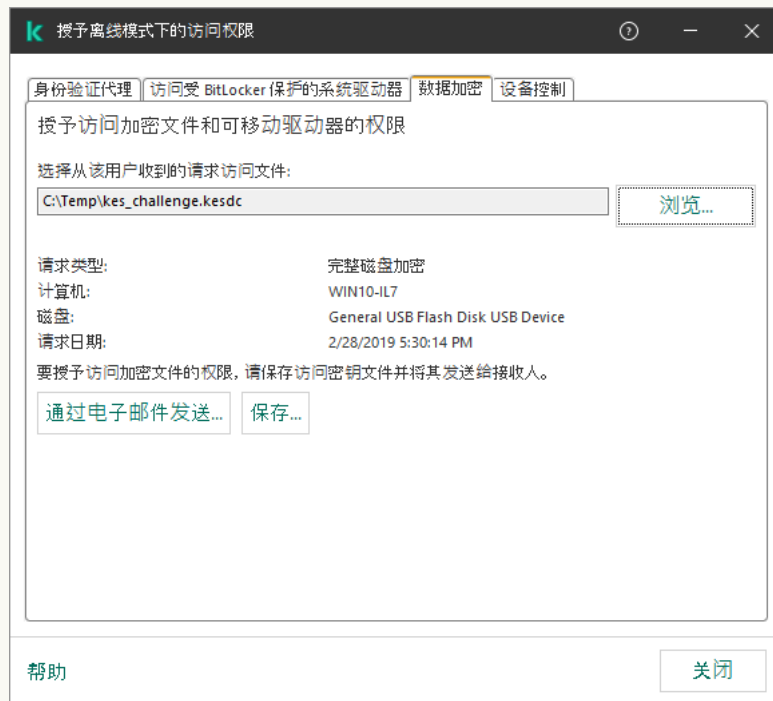 授予离线模式下的访问权限
身份验证代理 访问受 BitLocker 保护的系统驱动器 数据加密 设备控制
授予访问加密文件和可移动驱动器的权限
选择从该用户收到的请求访问文件:
C:\Temp\kes_challenge.kesdc 浏览...
请求类型: 完整磁盘加密
计算机: WIN10-IL7
磁盘: General USB Flash Disk USB Device
请求日期: 2/28/2019 5:30:14 PM
要授予访问加密文件的权限, 请保存访问密钥文件并将其发送给接收人。
通过电子邮件发送... 保存...
帮助 关闭